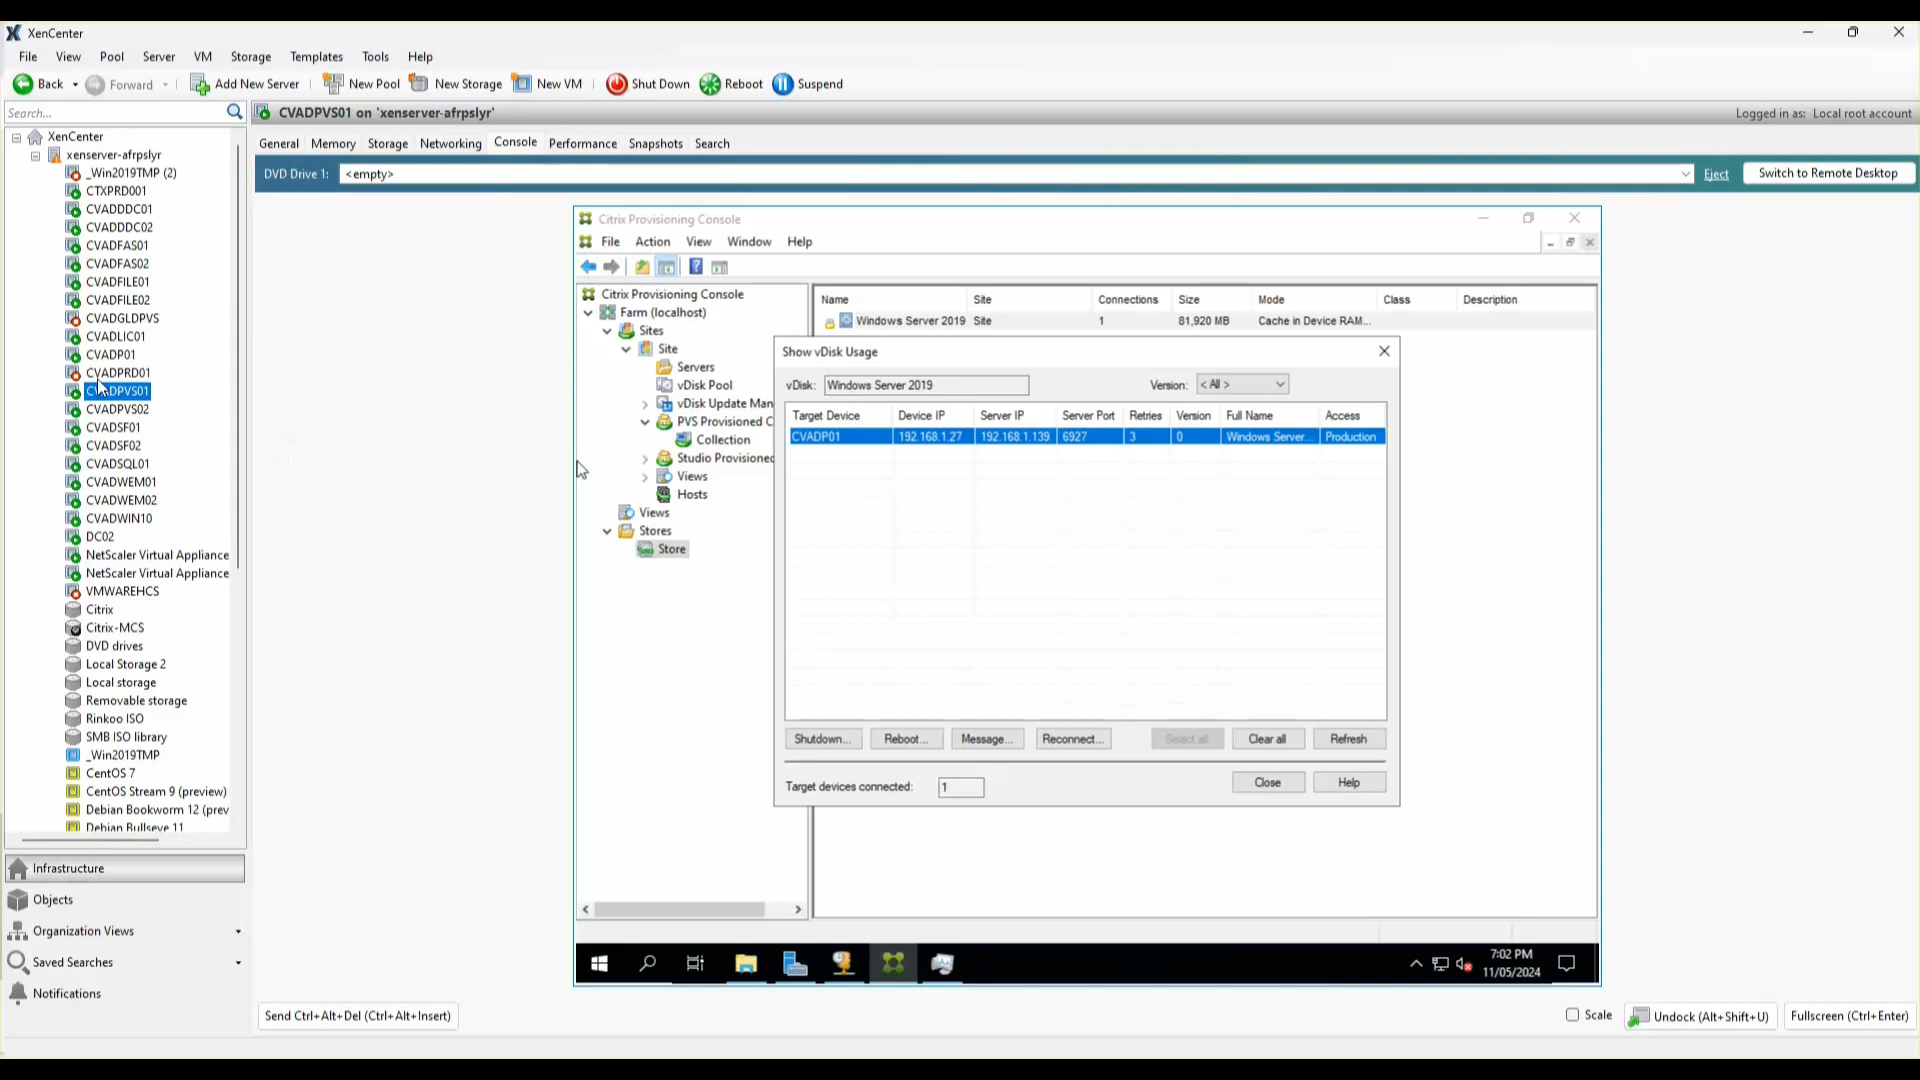 XenCenter
File View Pool Server VM Storage Templates Tools Help
Back Forward Add New Server New Pool New Storage New VM Shut Down Reboot Suspend
Search... CVADPVS01 on 'xenserver-afrpslyr' Logged in as: Local root account
XenCenter
xenserver-afrpslyr
_Win2019TMP (2)
CTXPRD001
CVADDDC01
CVADDDC02
CVADFAS01
CVADFAS02
CVADFILE01
CVADFILE02
CVADGLDPVS
CVADLIC01
CVADP01
CVADPRD01
CVADPVS01
CVADPVS02
CVADSF01
CVADSF02
CVADSQL01
CVADWEM01
CVADWEM02
CVADWIN10
DC02
NetScaler Virtual Appliance
NetScaler Virtual Appliance
VMWAREHCS
Citrix
Citrix-MCS
DVD drives
Local Storage 2
Local storage
Removable storage
Rinkoo ISO
SMB ISO library
_Win2019TMP
CentOS 7
CentOS Stream 9 (preview)
Debian Bookworm 12 (prev
Debian Bullseye 11
Infrastructure
Objects
Organization Views
Saved Searches
Notifications
General Memory Storage Networking Console Performance Snapshots Search
DVD Drive 1: <empty> Eject Switch to Remote Desktop
Citrix Provisioning Console
File Action View Window Help
Citrix Provisioning Console
Farm (localhost)
Sites
Site
Servers
vDisk Pool
vDisk Update Man
PVS Provisioned C
Collection
Studio Provisioned
Views
Hosts
Views
Stores
Store
Name Site Connections Size Mode Class Description
Windows Server 2019 Site 1 81,920 MB Cache in Device RAM...
Show vDisk Usage
vDisk: Windows Server 2019 Version: < All >
Target Device Device IP Server IP Server Port Retries Version Full Name Access
CVADP01 192.168.1.27 192.168.1.139 6927 3 0 Windows Server... Production
Shutdown... Reboot... Message... Reconnect... Select all Clear all Refresh
Target devices connected: 1 Close Help
7:02 PM
11/05/2024
Send Ctrl+Alt+Del (Ctrl+Alt+Insert) Scale Undock (Alt+Shift+U) Fullscreen (Ctrl+Enter)